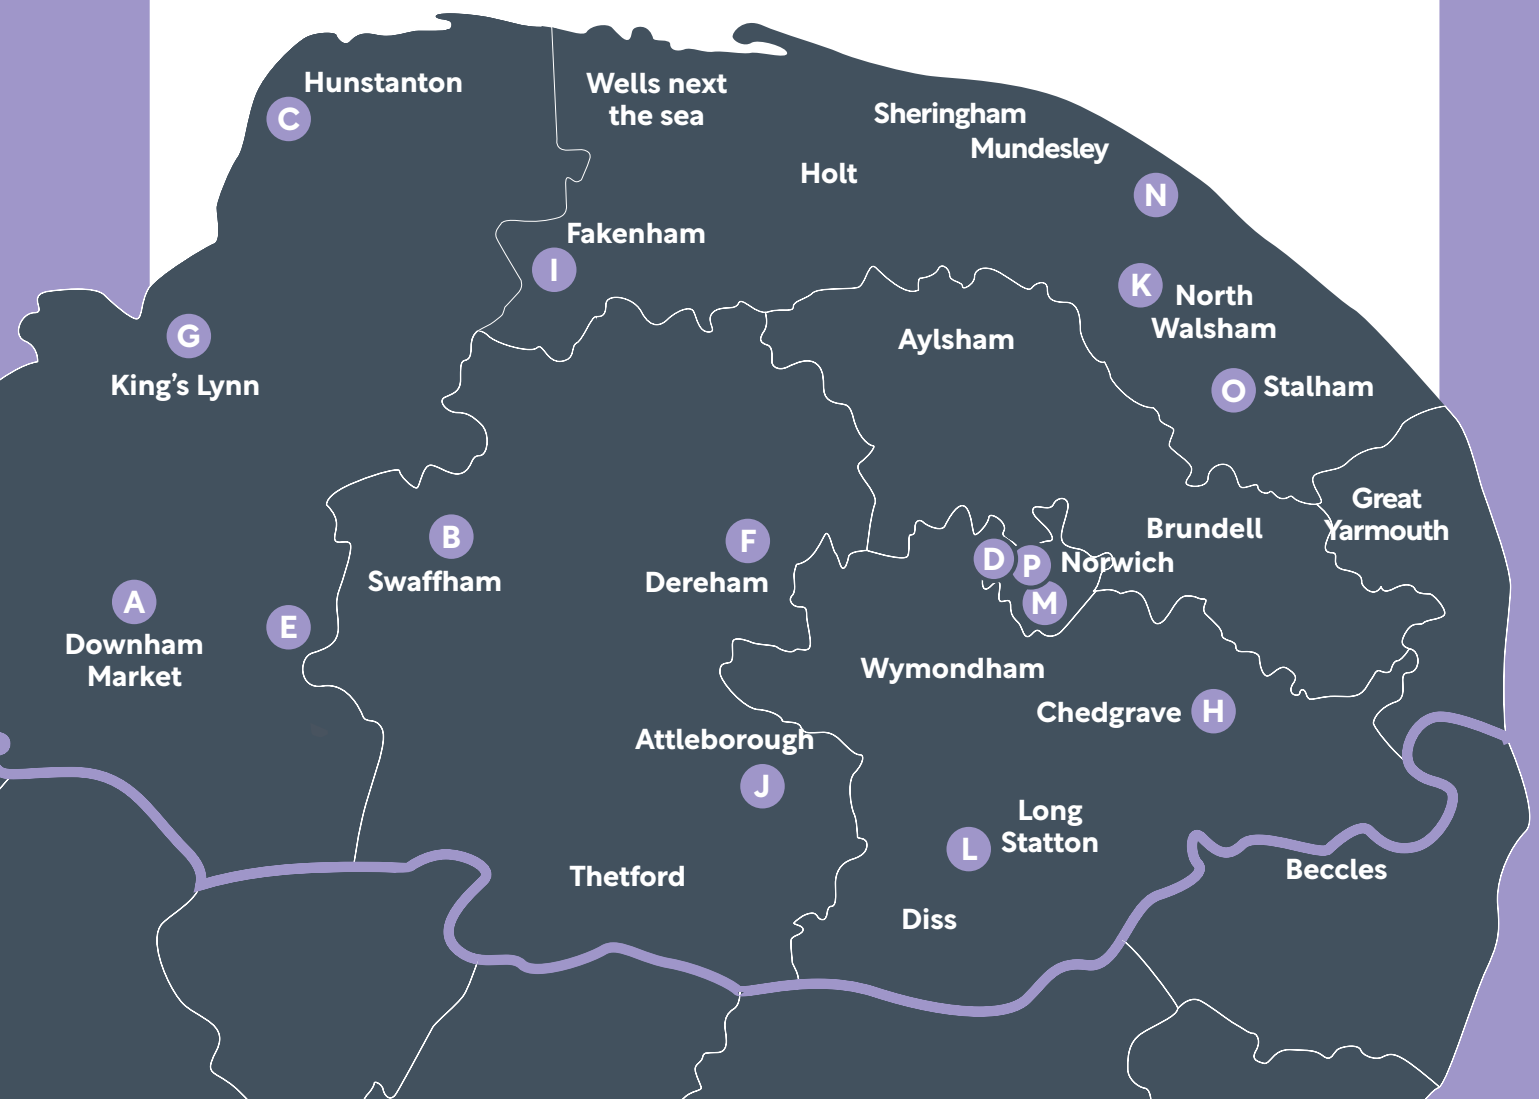 Hunstanton
C
Wells next
the sea
Sheringham
Mundesley
Holt
N
Fakenham
I
K
North
Walsham
G
King's Lynn
Aylsham
O
Stalham
Great
Yarmouth
B
Swaffham
F
Dereham
Brundell
D
P
Norwich
M
A
Downham
Market
E
Wymondham
Chedgrave
H
Attleborough
J
Long
Statton
L
Thetford
Beccles
Diss